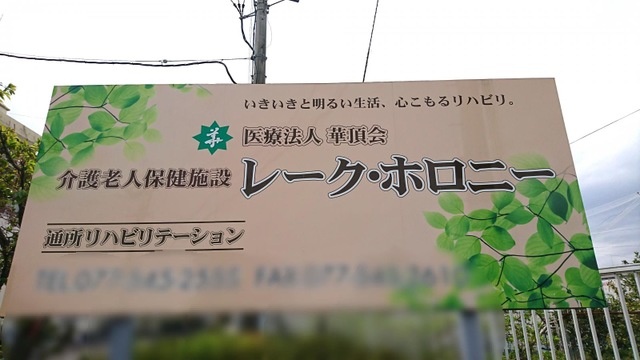 いきいきと明るい生活、心こもるリハビリ。
華 医療法人 華頂会
介護老人保健施設 レーク・ホロニー
通所リハビリテーション